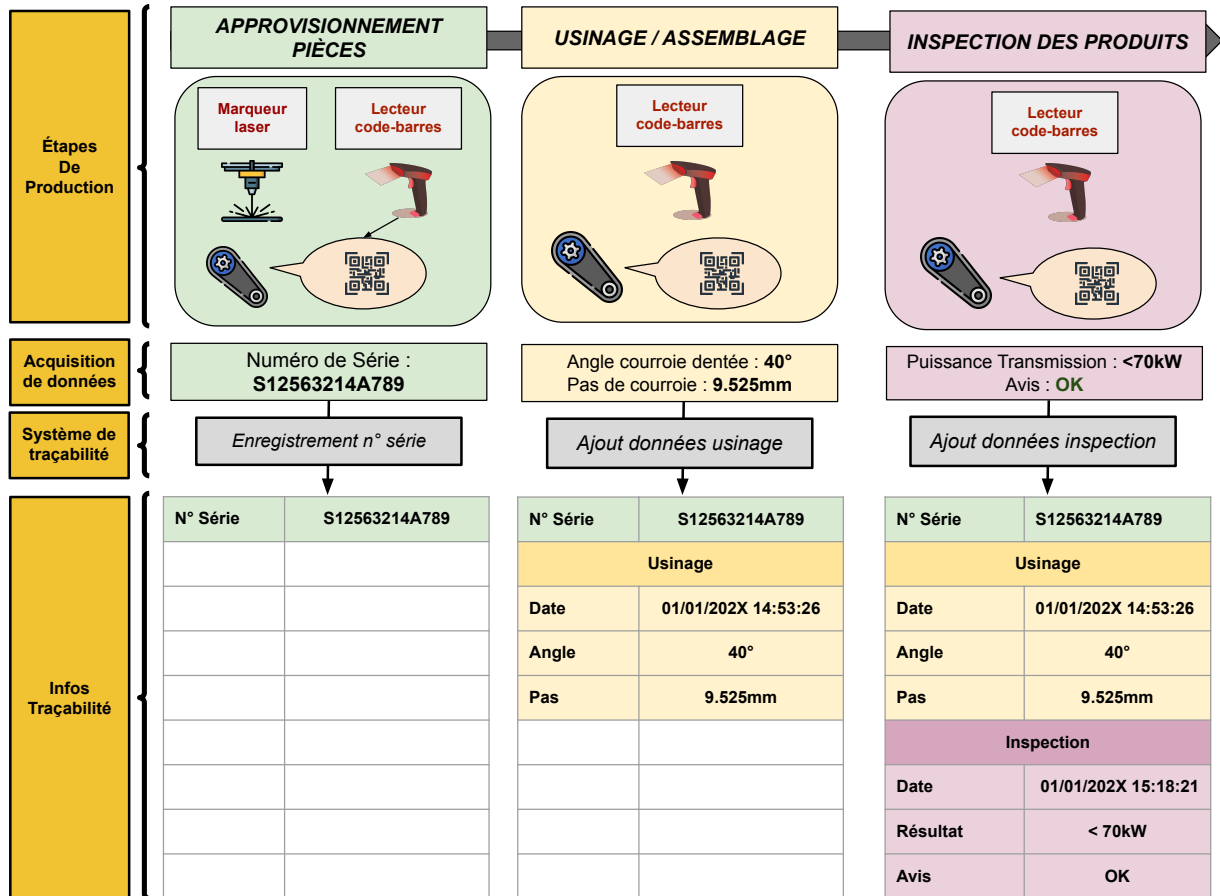 APPROVISIONNEMENT
PIÈCES
USINAGE / ASSEMBLAGE
INSPECTION DES PRODUITS
Étapes
De
Production
Marqueur
laser
Lecteur
code-barres
Lecteur
code-barres
Lecteur
code-barres
Acquisition
de données
Numéro de Série :
S12563214A789
Angle courroie dentée : 40°
Pas de courroie : 9.525mm
Puissance Transmission : <70kW
Avis : OK
Système de
traçabilité
Enregistrement n° série
Ajout données usinage
Ajout données inspection
Infos
Traçabilité
N° Série S12563214A789
N° Série S12563214A789
Usinage
Date 01/01/202X 14:53:26
Angle 40°
Pas 9.525mm
N° Série S12563214A789
Usinage
Date 01/01/202X 14:53:26
Angle 40°
Pas 9.525mm
Inspection
Date 01/01/202X 15:18:21
Résultat < 70kW
Avis OK